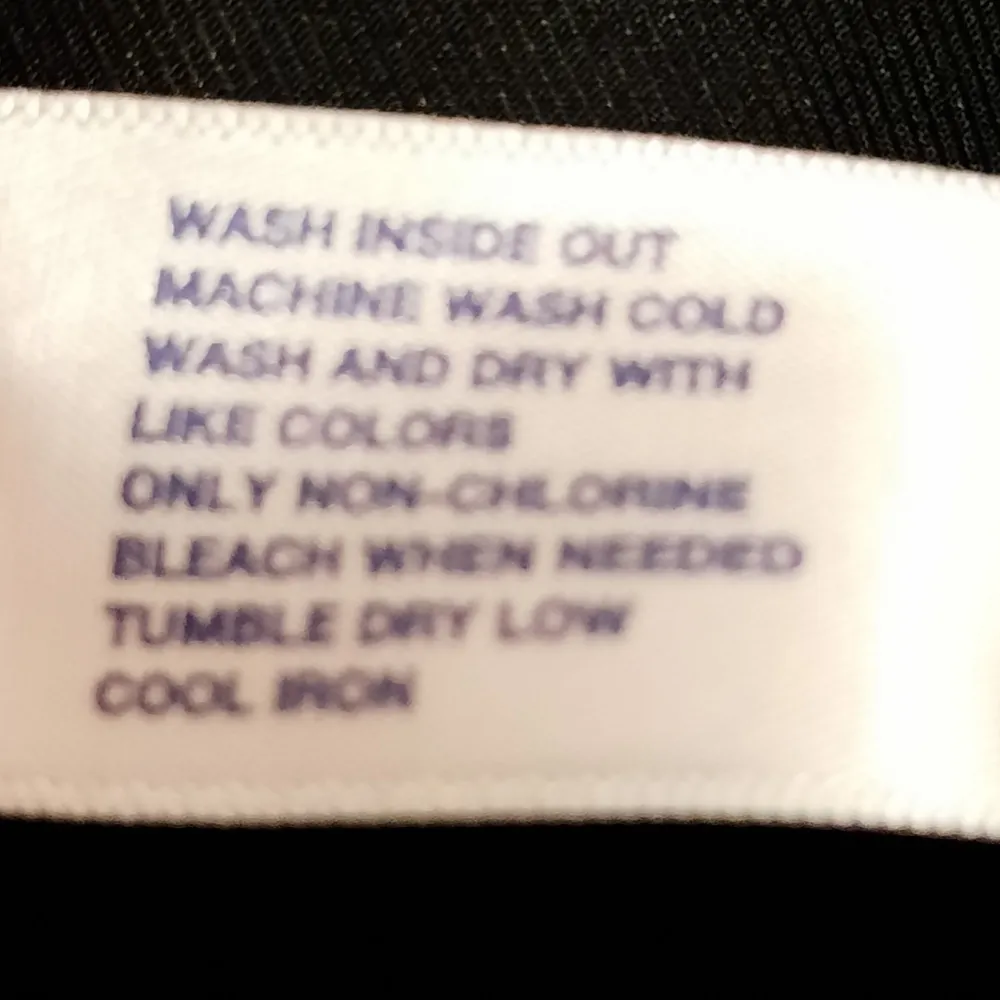 WASH INSIDE OUT
MACHINE WASH COLD
WASH AND DRY WITH
LIKE COLORS
ONLY NON-CHLORINE
BLEACH WHEN NEEDED
TUMBLE DRY LOW
COOL IRON